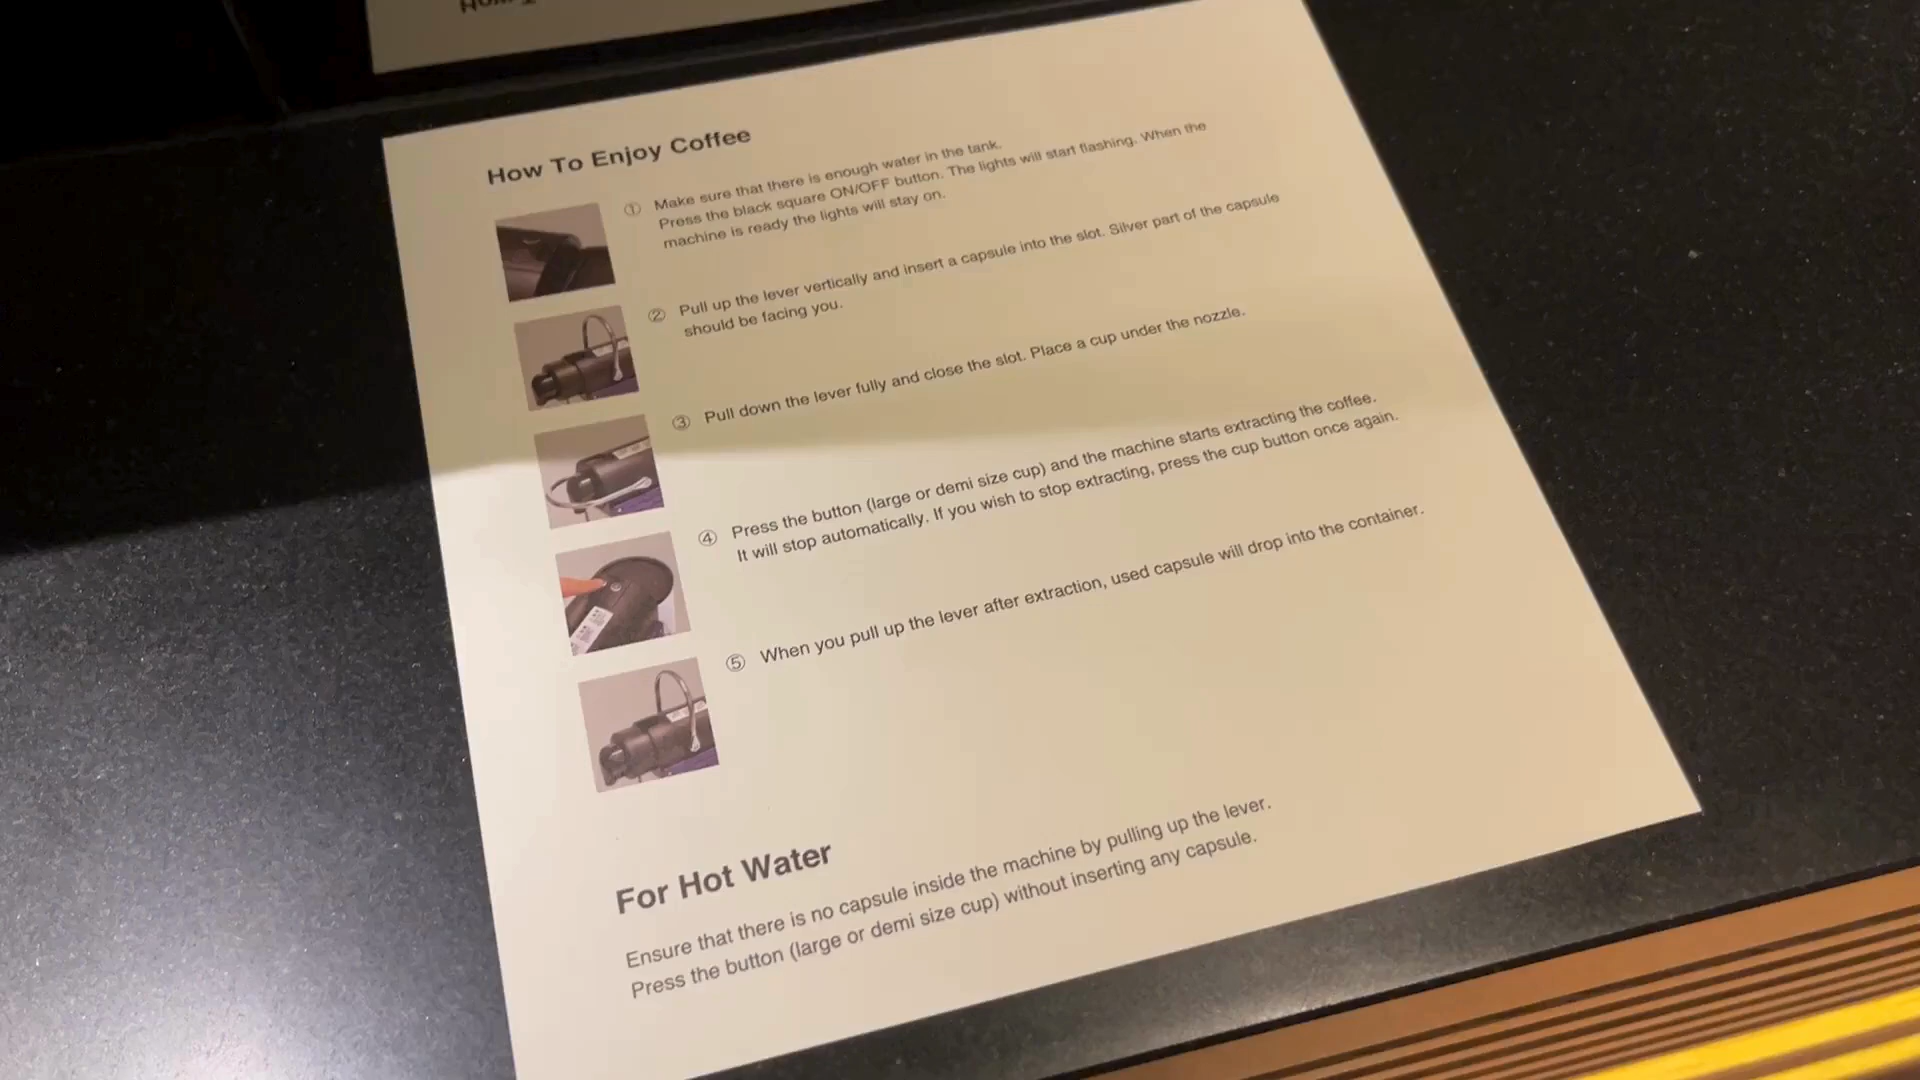 How To Enjoy Coffee
① Make sure that there is enough water in the tank.
Press the black square ON/OFF button. The lights will start flashing. When the
machine is ready the lights will stay on.
② Pull up the lever vertically and insert a capsule into the slot. Silver part of the capsule
should be facing you.
③ Pull down the lever fully and close the slot. Place a cup under the nozzle.
④ Press the button (large or demi size cup) and the machine starts extracting the coffee.
It will stop automatically. If you wish to stop extracting, press the cup button once again.
⑤ When you pull up the lever after extraction, used capsule will drop into the container.
For Hot Water
Ensure that there is no capsule inside the machine by pulling up the lever.
Press the button (large or demi size cup) without inserting any capsule.